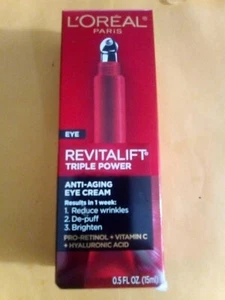 L'ORÉAL
PARIS
EYE
REVITALIFT®
TRIPLE POWER
ANTI-AGING
EYE CREAM
Results in 1 week:
1. Reduce wrinkles
2. De-puff
3. Brighten
PRO-RETINOL + VITAMIN C
+ HYALURONIC ACID
0.5 FL OZ. (15ml)